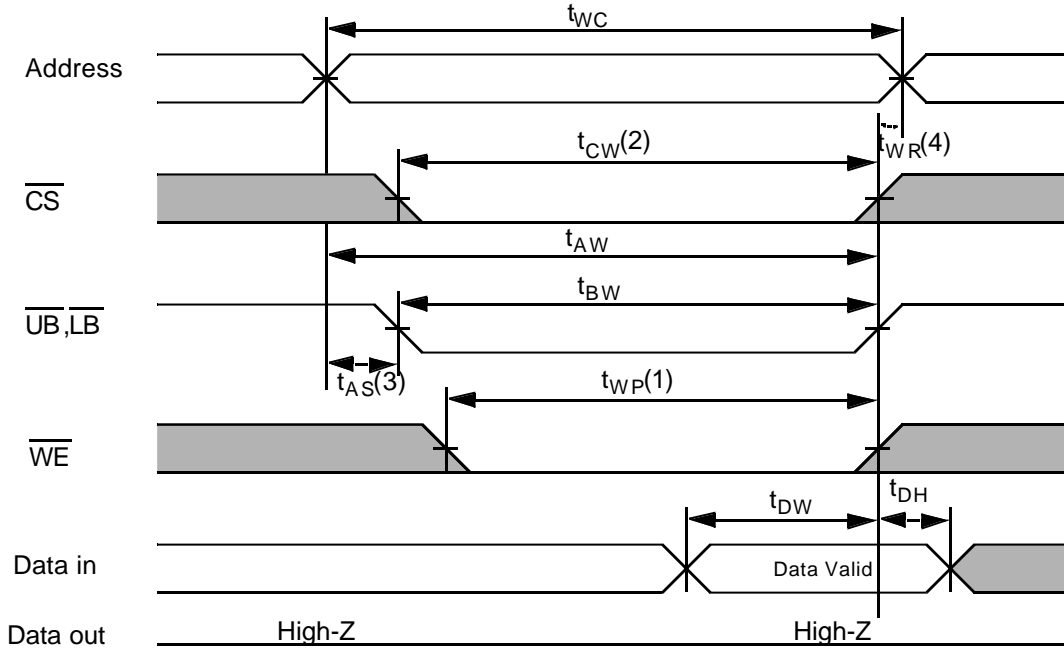 tWC
Address
tCW(2)
tWR(4)
CS
tAW
tBW
UB,LB
tAS(3)
tWP(1)
WE
tDW
tDH
Data in
Data Valid
Data out
High-Z
High-Z